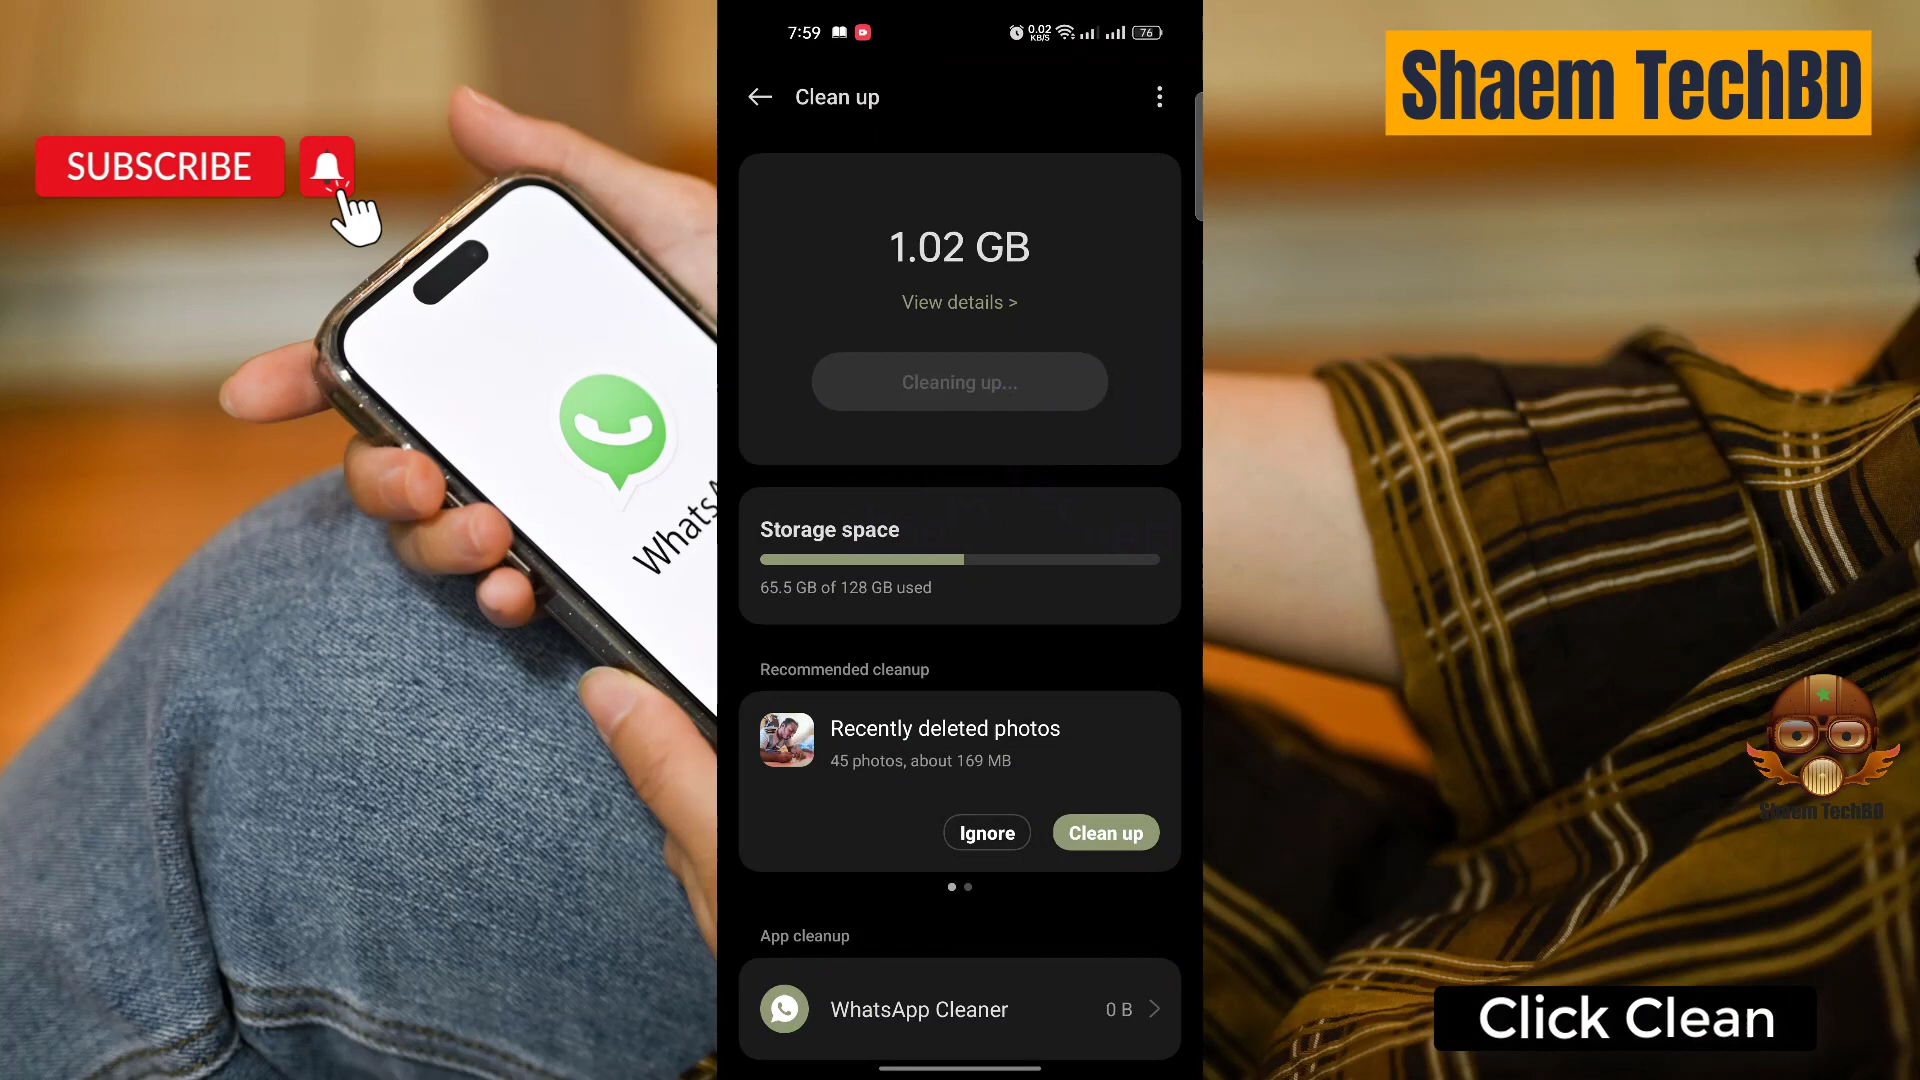 SUBSCRIBE
Whats
7:59
0.02
KB/S
76
Clean up
1.02 GB
View details >
Cleaning up...
Storage space
65.5 GB of 128 GB used
Recommended cleanup
Recently deleted photos
45 photos, about 169 MB
Ignore
Clean up
App cleanup
WhatsApp Cleaner
0 B
Shaem TechBD
Shaem TechBD
Click Clean